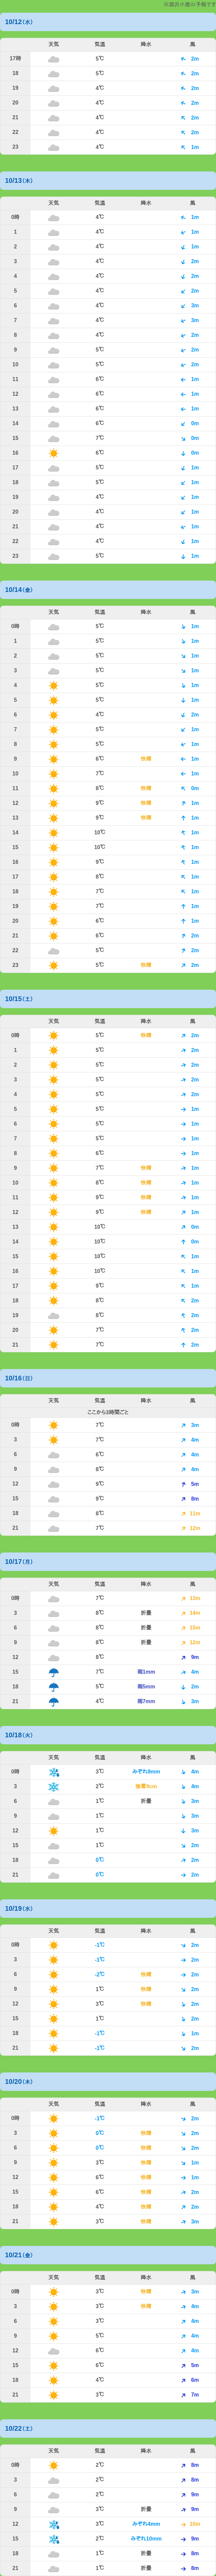 10/12(水)
天気 気温 降水 風
17時 5℃ 2m
18 5℃ 2m
19 4℃ 2m
20 4℃ 2m
21 4℃ 2m
22 4℃ 2m
23 4℃ 1m
10/13(木)
天気 気温 降水 風
0時 4℃ 1m
1 4℃ 1m
2 4℃ 1m
3 4℃ 2m
4 4℃ 2m
5 4℃ 2m
6 4℃ 3m
7 4℃ 3m
8 4℃ 2m
9 5℃ 2m
10 5℃ 2m
11 6℃ 1m
12 6℃ 1m
13 6℃ 1m
14 6℃ 0m
15 7℃ 0m
16 6℃ 0m
17 5℃ 1m
18 5℃ 1m
19 4℃ 1m
20 4℃ 1m
21 4℃ 1m
22 4℃ 1m
23 5℃ 1m
10/14(金)
天気 気温 降水 風
0時 5℃ 1m
1 5℃ 1m
2 5℃ 1m
3 5℃ 1m
4 5℃ 1m
5 5℃ 1m
6 4℃ 2m
7 5℃ 1m
8 5℃ 1m
9 6℃ 快晴 1m
10 7℃ 1m
11 8℃ 快晴 0m
12 9℃ 快晴 1m
13 9℃ 快晴 1m
14 10℃ 1m
15 10℃ 1m
16 9℃ 1m
17 8℃ 1m
18 7℃ 1m
19 7℃ 1m
20 6℃ 1m
21 6℃ 2m
22 5℃ 2m
23 5℃ 快晴 2m
10/15(土)
天気 気温 降水 風
0時 5℃ 快晴 2m
1 5℃ 2m
2 5℃ 2m
3 5℃ 2m
4 5℃ 2m
5 5℃ 1m
6 5℃ 1m
7 5℃ 1m
8 6℃ 1m
9 7℃ 快晴 1m
10 8℃ 快晴 1m
11 9℃ 快晴 1m
12 9℃ 快晴 1m
13 10℃ 0m
14 10℃ 0m
15 10℃ 1m
16 10℃ 1m
17 9℃ 1m
18 8℃ 2m
19 8℃ 2m
20 7℃ 2m
21 7℃ 2m
10/16(日)
天気 気温 降水 風
ここから3時間ごと
0時 7℃ 3m
3 7℃ 4m
6 6℃ 4m
9 8℃ 4m
12 9℃ 5m
15 9℃ 8m
18 8℃ 11m
21 7℃ 12m
10/17(月)
天気 気温 降水 風
0時 7℃ 13m
3 8℃ 折畳 14m
6 8℃ 折畳 15m
9 8℃ 折畳 12m
12 8℃ 9m
15 7℃ 雨1mm 4m
18 5℃ 雨5mm 2m
21 4℃ 雨7mm 3m
10/18(火)
天気 気温 降水 風
0時 3℃ みぞれ8mm 4m
3 2℃ 4m
6 1℃ 折畳 3m
9 1℃ 3m
12 1℃ 3m
15 1℃ 2m
18 0℃ 2m
21 0℃ 2m
10/19(水)
天気 気温 降水 風
0時 -1℃ 2m
3 -1℃ 2m
6 -2℃ 快晴 2m
9 1℃ 快晴 2m
12 3℃ 快晴 2m
15 1℃ 2m
18 -1℃ 1m
21 -1℃ 2m
10/20(木)
天気 気温 降水 風
0時 -1℃ 2m
3 0℃ 快晴 2m
6 0℃ 快晴 2m
9 3℃ 快晴 1m
12 6℃ 快晴 1m
15 6℃ 快晴 2m
18 4℃ 快晴 2m
21 3℃ 快晴 3m
10/21(金)
天気 気温 降水 風
0時 3℃ 快晴 3m
3 3℃ 快晴 4m
6 3℃ 4m
9 5℃ 4m
12 6℃ 4m
15 6℃ 5m
18 4℃ 6m
21 3℃ 7m
10/22(土)
天気 気温 降水 風
0時 2℃ 8m
3 2℃ 8m
6 2℃ 9m
9 3℃ 折畳 9m
12 3℃ みぞれ4mm 10m
15 2℃ みぞれ10mm 9m
18 1℃ 折畳 8m
21 1℃ 折畳 8m